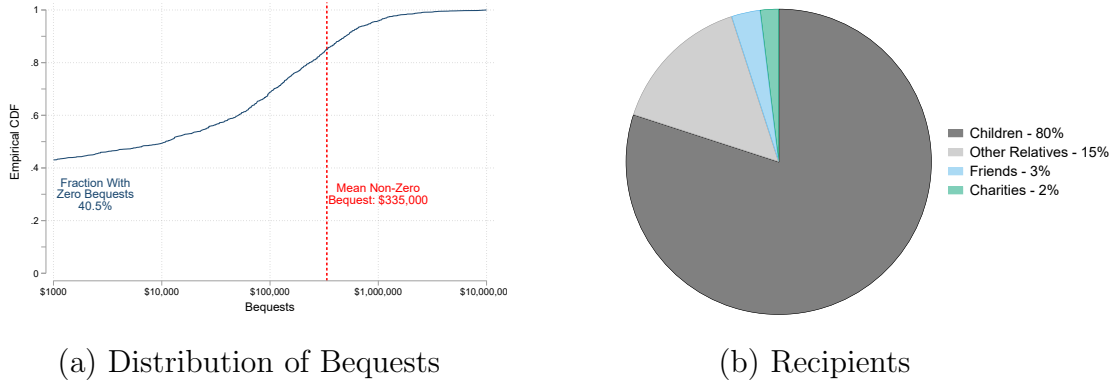 1
.8
.6
.4
.2
0
Empirical CDF
Fraction With
Zero Bequests
40.5%
Mean Non-Zero
Bequest: $335,000
$1000
$10,000
$100,000
$1,000,000
$10,000,00
Bequests
(a) Distribution of Bequests
Children - 80%
Other Relatives - 15%
Friends - 3%
Charities - 2%
(b) Recipients